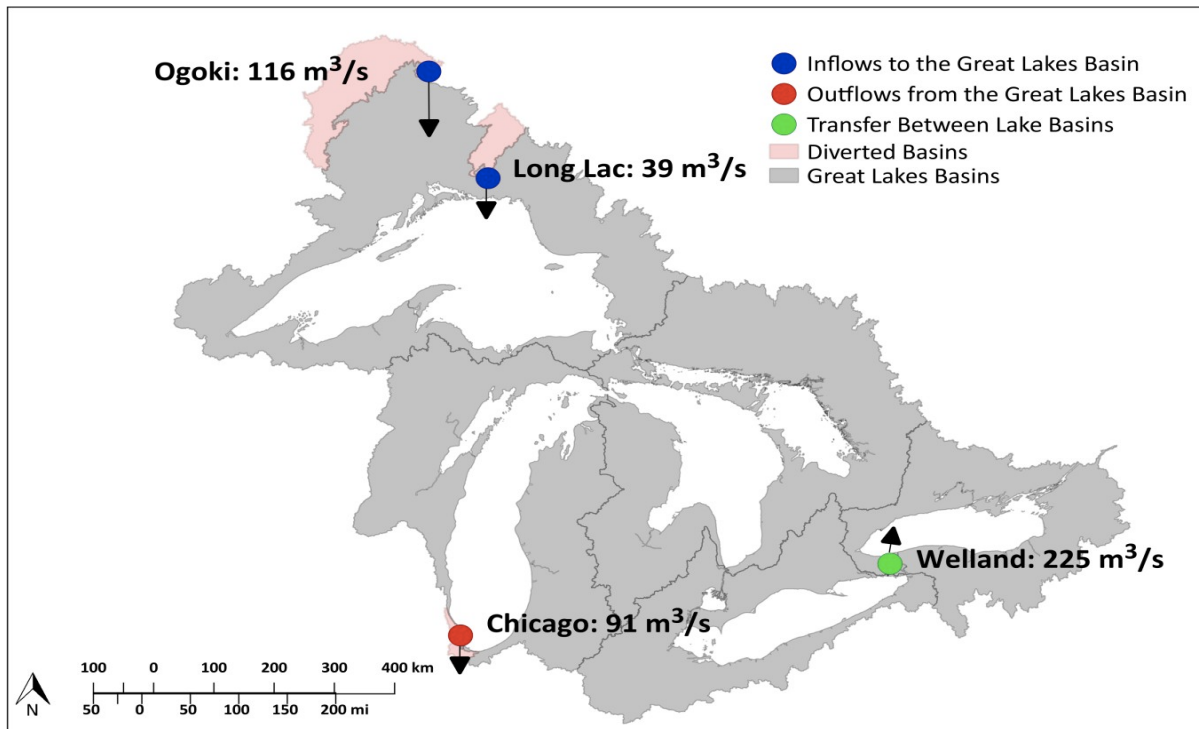 Ogoki: 116 m³/s
Inflows to the Great Lakes Basin
Outflows from the Great Lakes Basin
Transfer Between Lake Basins
Diverted Basins
Great Lakes Basins
Long Lac: 39 m³/s
Welland: 225 m³/s
Chicago: 91 m³/s
100 0 100 200 300 400 km
50 0 50 100 150 200 mi
N